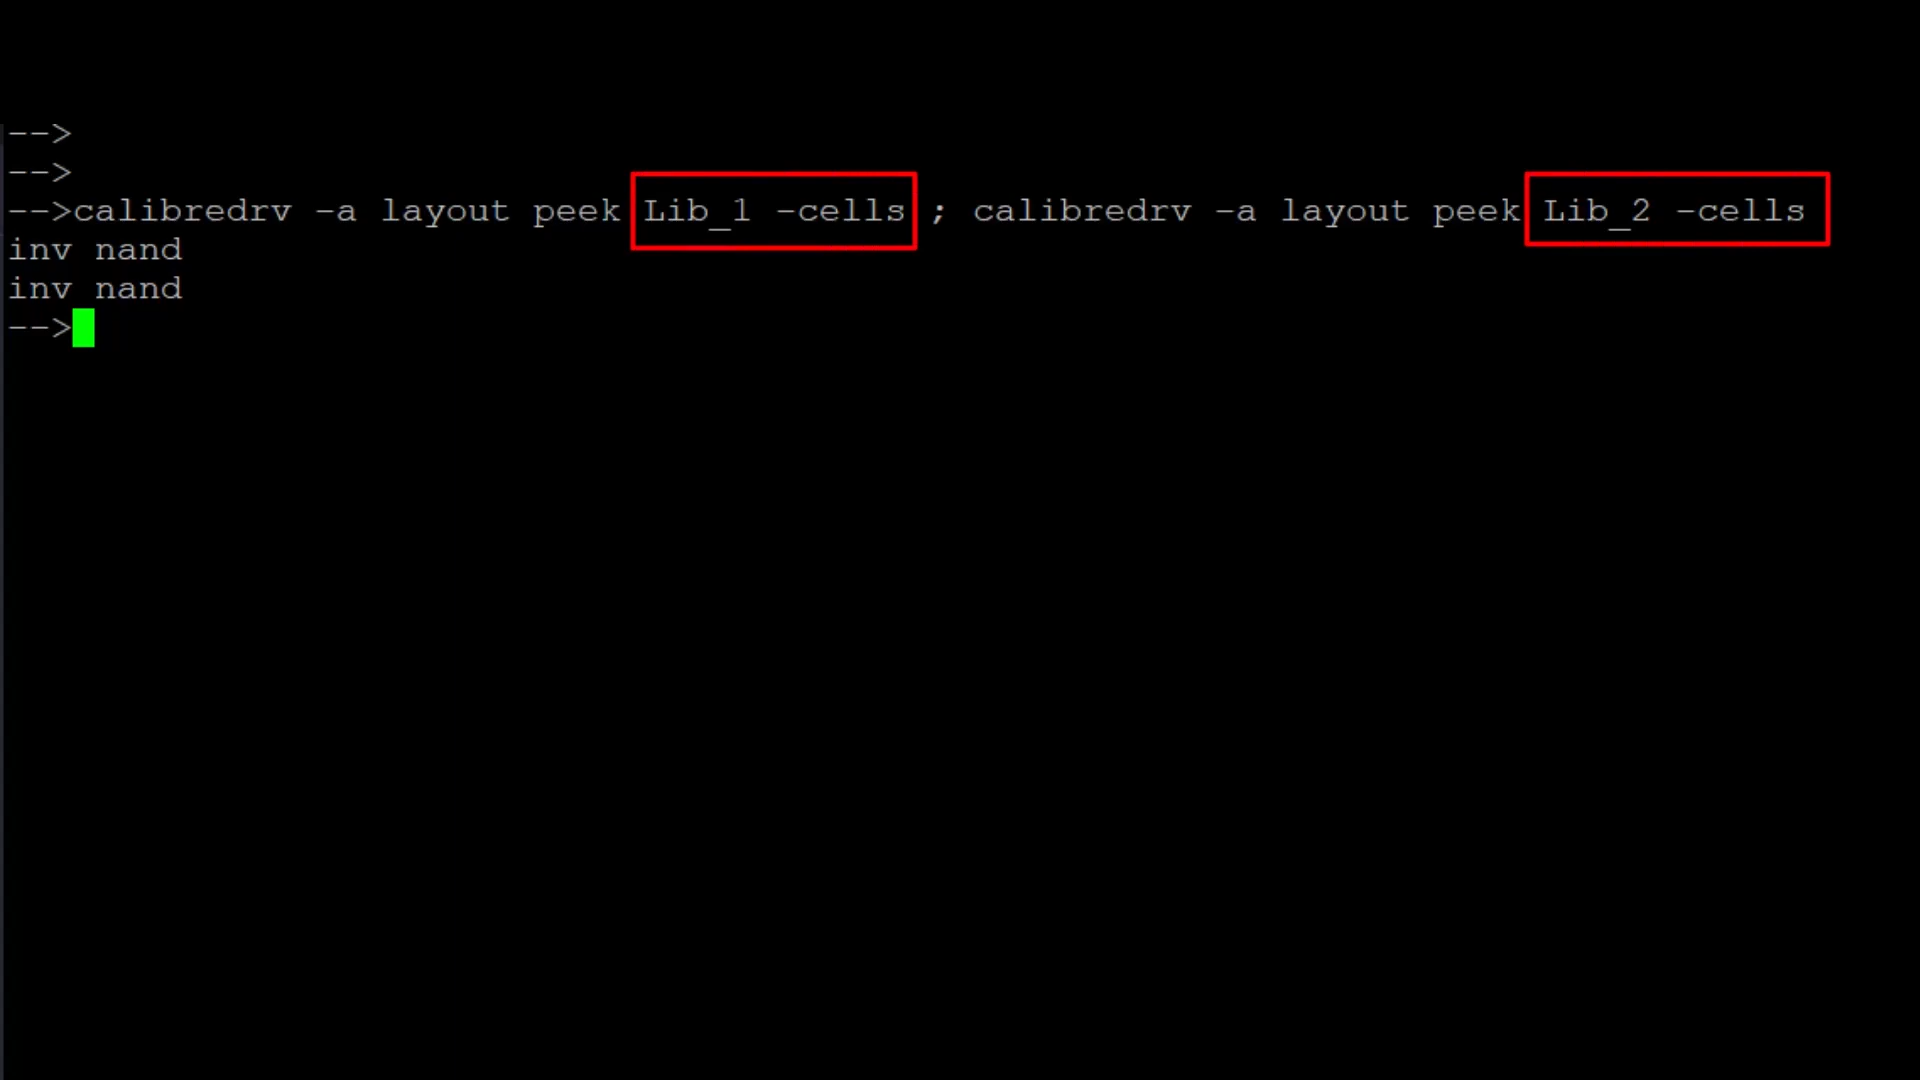 -->
-->
-->calibredrv -a layout peek Lib_1 -cells ; calibredrv -a layout peek Lib_2 -cells
inv nand
inv nand
-->